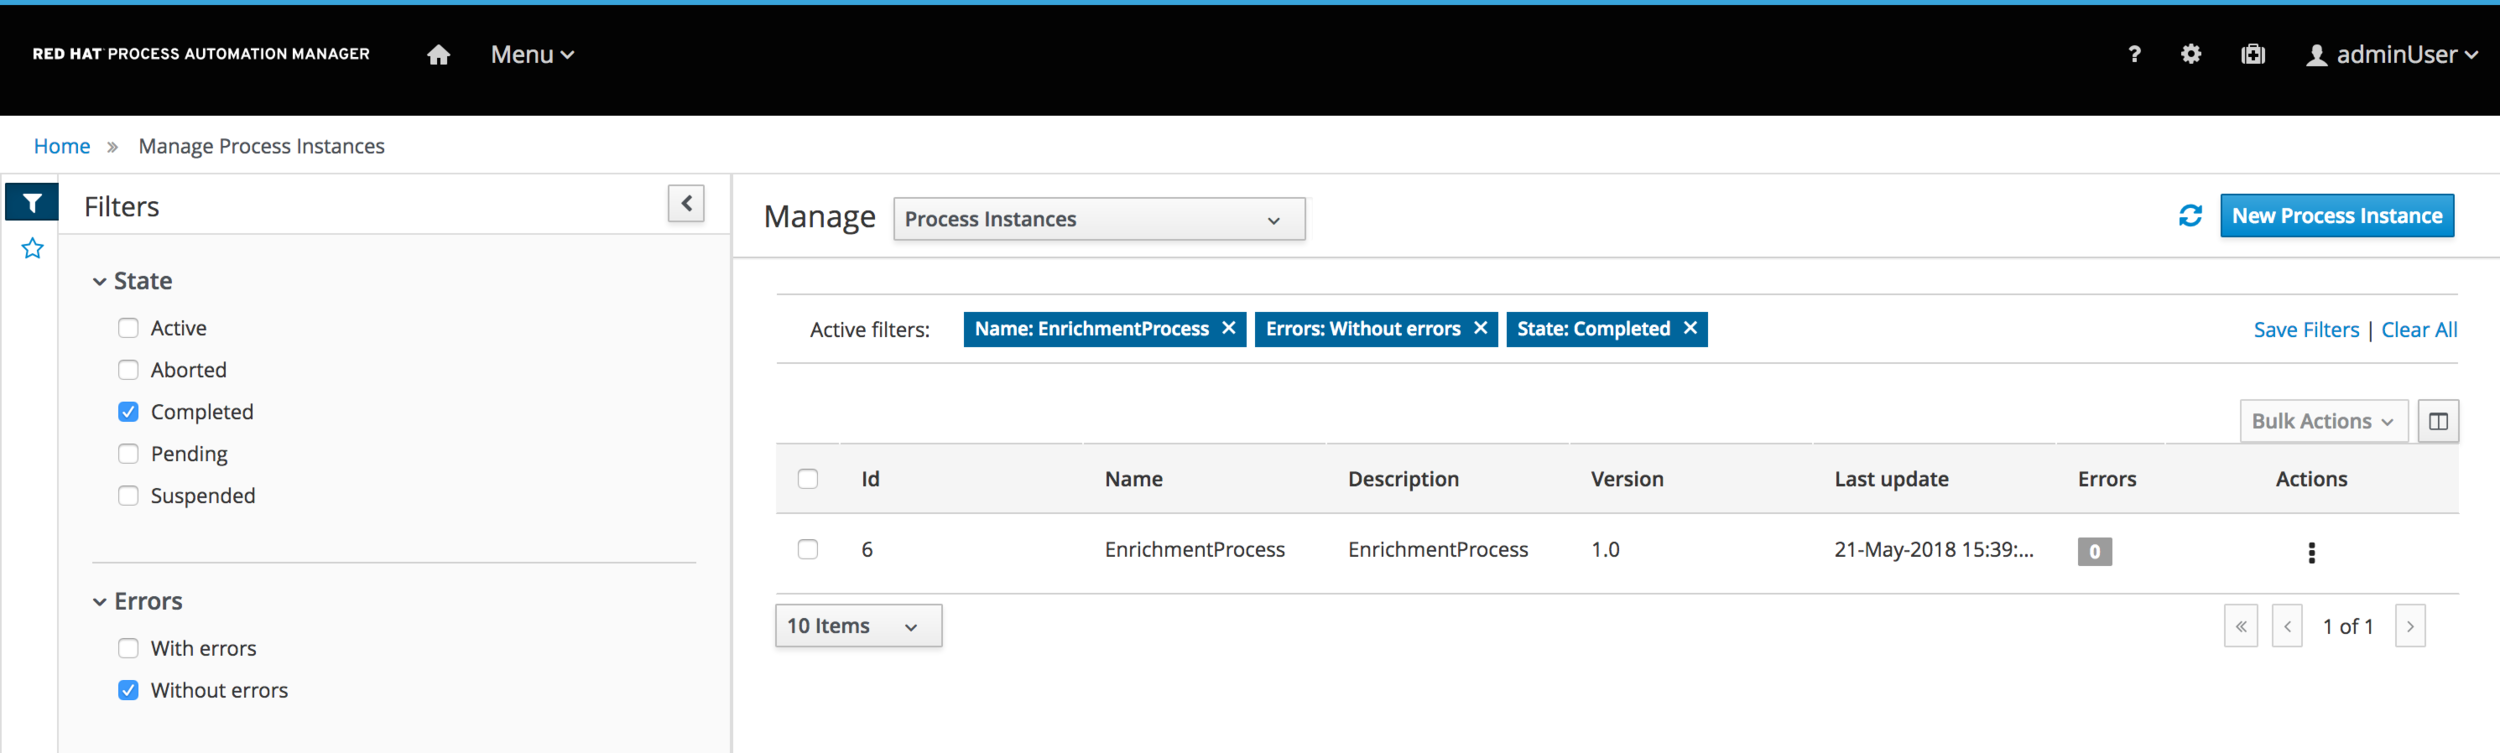 RED HAT PROCESS AUTOMATION MANAGER Menu ? adminUser
Home » Manage Process Instances
Filters
State
Active
Aborted
Completed
Pending
Suspended
Errors
With errors
Without errors
Manage Process Instances New Process Instance
Active filters: Name: EnrichmentProcess × Errors: Without errors × State: Completed × Save Filters | Clear All
Bulk Actions
Id Name Description Version Last update Errors Actions
6 EnrichmentProcess EnrichmentProcess 1.0 21-May-2018 15:39:... 0
10 Items « ‹ 1 of 1 ›